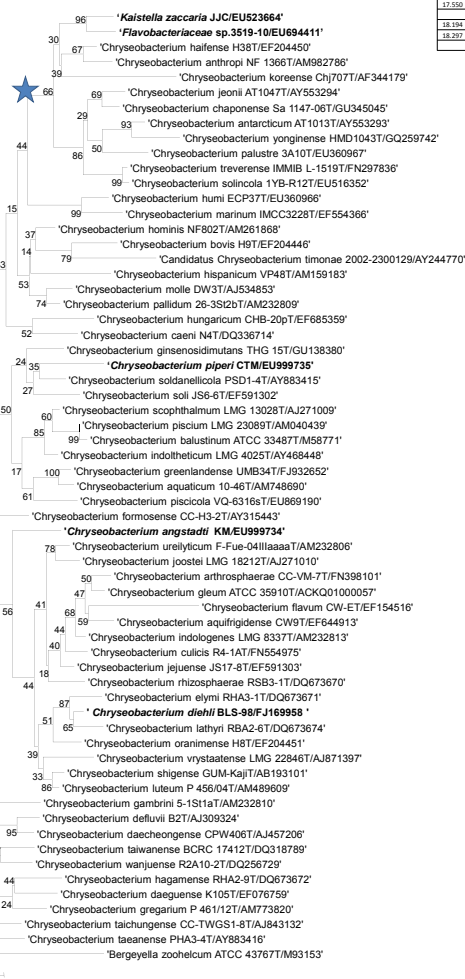 17.550
18.194
18.297
96
'Kaistella zaccaria JJC/EU523664'
'Flavobacteriaceae sp.3519-10/EU694411'
30
67
'Chryseobacterium haifense H38T/EF204450'
'Chryseobacterium anthropi NF 1366T/AM982786'
39
'Chryseobacterium koreense Chj707T/AF344179'
66
69
'Chryseobacterium jeonii AT1047T/AY553294'
'Chryseobacterium chaponense Sa 1147-06T/GU345045'
29
93
'Chryseobacterium antarcticum AT1013T/AY553293'
'Chryseobacterium yonginense HMD1043T/GQ259742'
50
86
'Chryseobacterium palustre 3A10T/EU360967'
'Chryseobacterium treverense IMMIB L-1519T/FN297836'
99
'Chryseobacterium solincola 1YB-R12T/EU516352'
44
'Chryseobacterium humi ECP37T/EU360966'
99
'Chryseobacterium marinum IMCC3228T/EF554366'
15
'Chryseobacterium hominis NF802T/AM261868'
37
'Chryseobacterium bovis H9T/EF204446'
14
79
'Candidatus Chryseobacterium timonae 2002-2300129/AY244770'
3
'Chryseobacterium hispanicum VP48T/AM159183'
53
'Chryseobacterium molle DW3T/AJ534853'
74
'Chryseobacterium pallidum 26-3St2bT/AM232809'
'Chryseobacterium hungaricum CHB-20pT/EF685359'
52
'Chryseobacterium caeni N4T/DQ336714'
'Chryseobacterium ginsenosidimutans THG 15T/GU138380'
24
35
'Chryseobacterium piperi CTM/EU999735'
'Chryseobacterium soldanellicola PSD1-4T/AY883415'
27
'Chryseobacterium soli JS6-6T/EF591302'
50
60
'Chryseobacterium scophthalmum LMG 13028T/AJ271009'
'Chryseobacterium piscium LMG 23089T/AM040439'
85
99
'Chryseobacterium balustinum ATCC 33487T/M58771'
'Chryseobacterium indoltheticum LMG 4025T/AY468448'
17
100
'Chryseobacterium greenlandense UMB34T/FJ932652'
'Chryseobacterium aquaticum 10-46T/AM748690'
61
'Chryseobacterium piscicola VQ-6316sT/EU869190'
'Chryseobacterium formosense CC-H3-2T/AY315443'
'Chryseobacterium angstadti KM/EU999734'
56
78
'Chryseobacterium ureilyticum F-Fue-04IIIaaaaT/AM232806'
'Chryseobacterium joostei LMG 18212T/AJ271010'
50
'Chryseobacterium arthrosphaerae CC-VM-7T/FN398101'
47
'Chryseobacterium gleum ATCC 35910T/ACKQ01000057'
41
'Chryseobacterium flavum CW-ET/EF154516'
68
59
'Chryseobacterium aquifrigidense CW9T/EF644913'
44
'Chryseobacterium indologenes LMG 8337T/AM232813'
40
'Chryseobacterium culicis R4-1AT/FN554975'
'Chryseobacterium jejuense JS17-8T/EF591303'
18
'Chryseobacterium rhizosphaerae RSB3-1T/DQ673670'
44
87
'Chryseobacterium elymi RHA3-1T/DQ673671'
' Chryseobacterium diehli BLS-98/FJ169958 '
51
65
'Chryseobacterium lathyri RBA2-6T/DQ673674'
'Chryseobacterium oranimense H8T/EF204451'
39
'Chryseobacterium vrystaatense LMG 22846T/AJ871397'
33
'Chryseobacterium shigense GUM-KajiT/AB193101'
86
'Chryseobacterium luteum P 456/04T/AM489609'
'Chryseobacterium gambrini 5-1St1aT/AM232810'
'Chryseobacterium defluvii B2T/AJ309324'
95
'Chryseobacterium daecheongense CPW406T/AJ457206'
'Chryseobacterium taiwanense BCRC 17412T/DQ318789'
'Chryseobacterium wanjuense R2A10-2T/DQ256729'
44
'Chryseobacterium hagamense RHA2-9T/DQ673672'
'Chryseobacterium daeguense K105T/EF076759'
24
'Chryseobacterium gregarium P 461/12T/AM773820'
'Chryseobacterium taichungense CC-TWGS1-8T/AJ843132'
'Chryseobacterium taeanense PHA3-4T/AY883416'
'Bergeyella zoohelcum ATCC 43767T/M93153'